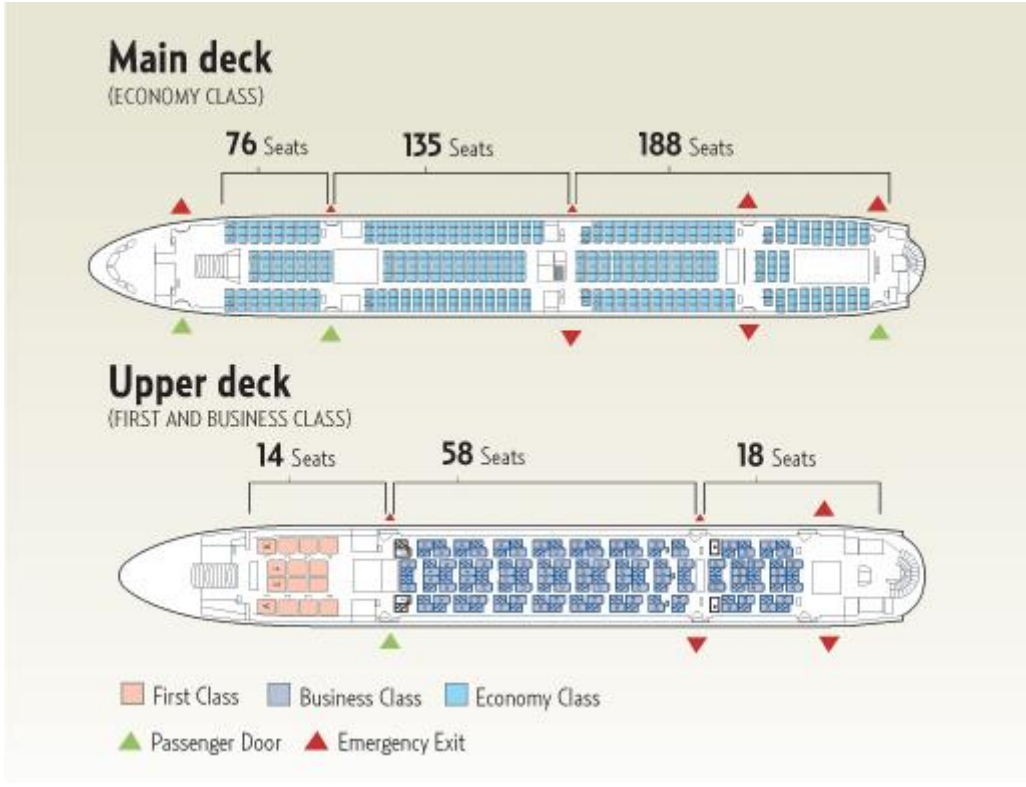 Main deck
(ECONOMY CLASS)
76 Seats 135 Seats 188 Seats
Upper deck
(FIRST AND BUSINESS CLASS)
14 Seats 58 Seats 18 Seats
First Class Business Class Economy Class
Passenger Door Emergency Exit